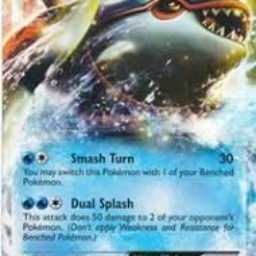 Smash Turn 30
You may switch this Pokémon with 1 of your Benched
Pokémon.
Dual Splash
This attack does 50 damage to 2 of your opponent's
Pokémon. (Don't apply Weakness and Resistance for
Benched Pokémon.)